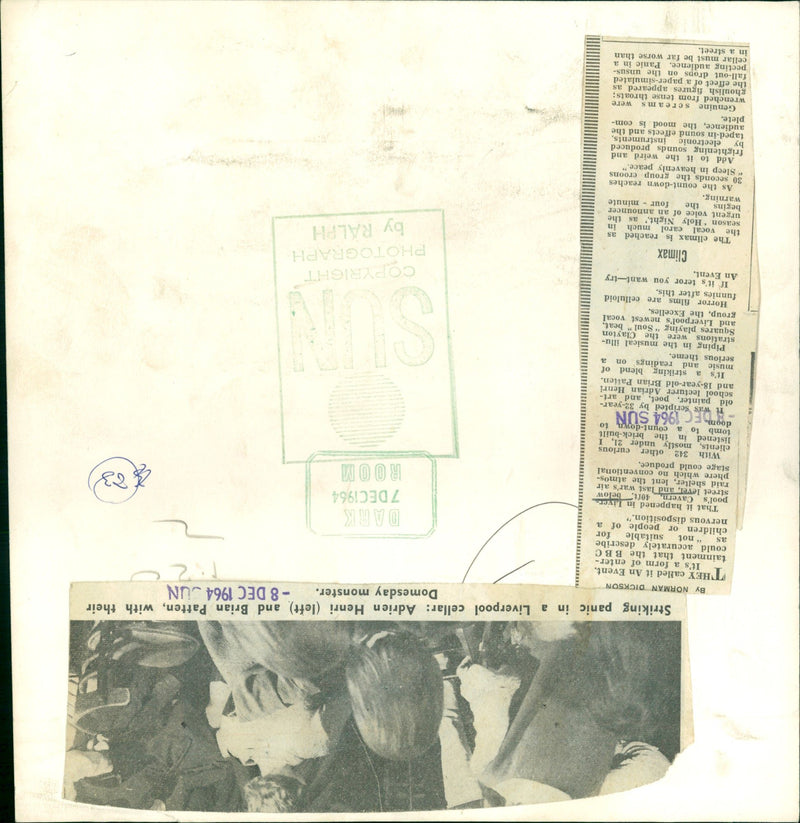 BY NORMAN DICKSON
THEY called it An Event.
It's a form of enter-
tainment that the BBC
could accurately describe
as "not suitable for
children or people of a
nervous disposition."
That it happened in Liver-
pool's Cavern, 40ft. below
street level, and last war's air
raid shelter, lent the atmos-
phere which no conventional
stage could produce.
With 342 other curious
clients, mostly under 21, I
listened in the brick-built
tomb to a count-down to
doom.
It was scripted by 32-year-
old painter, poet, and art-
school lecturer Adrian Henri
and 18-year-old Brian Patten.
It's a striking blend of
music and readings on a
serious theme.
Piping in the musical illu-
strations were the Clayton
Squares playing "Soul" beat,
and Liverpool's newest vocal
group, the Excelles.
Horror films are celluloid
funnies after this.
If it's teror you want—try
An Event.
Climax
The climax is reached as
the vocal carol much in
season 'Holy Night,' as the
urgent voice of an announcer
begins the four-minute
warning.
As the count-down reaches
30 seconds the group croons
"Sleep in heavenly peace."
Add to it the weird and
frightening sounds produced
by electronic instruments,
taped-in sound effects and the
audience, the mood is com-
plete.
Genuine screams were
wrenched from tense throats;
ghoulish figures appeared as
the effect of a paper-simulated
fall-out drops on the unsus-
pecting audience. Panic in a
cellar must be far worse than
in a street.
-8 DEC 1964 SUN
Striking panic in a Liverpool cellar: Adrien Henri (left) and Brian Patten, with their
Domesday monster.
-8 DEC 1964 SUN
DARK
7 DEC 1964
ROOM
SUN
COPYRIGHT
PHOTOGRAPH
by RALPH